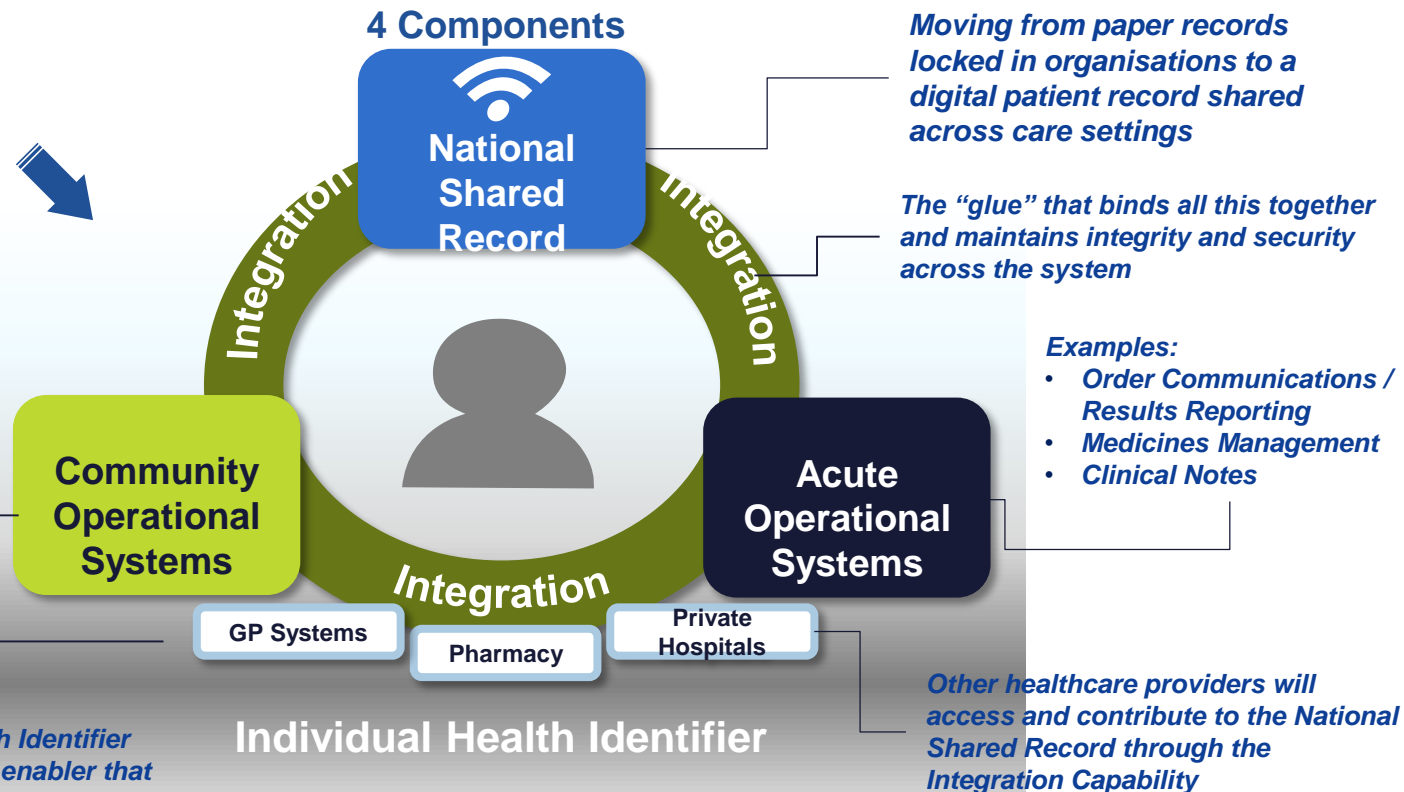 4 Components
National
Shared
Record
Integration
Integration
Integration
Community
Operational
Systems
Acute
Operational
Systems
GP Systems
Pharmacy
Private
Hospitals
Individual Health Identifier
Moving from paper records
locked in organisations to a
digital patient record shared
across care settings
The “glue” that binds all this together
and maintains integrity and security
across the system
Examples:
• Order Communications /
Results Reporting
• Medicines Management
• Clinical Notes
Other healthcare providers will
access and contribute to the National
Shared Record through the
Integration Capability
h Identifier
enabler that